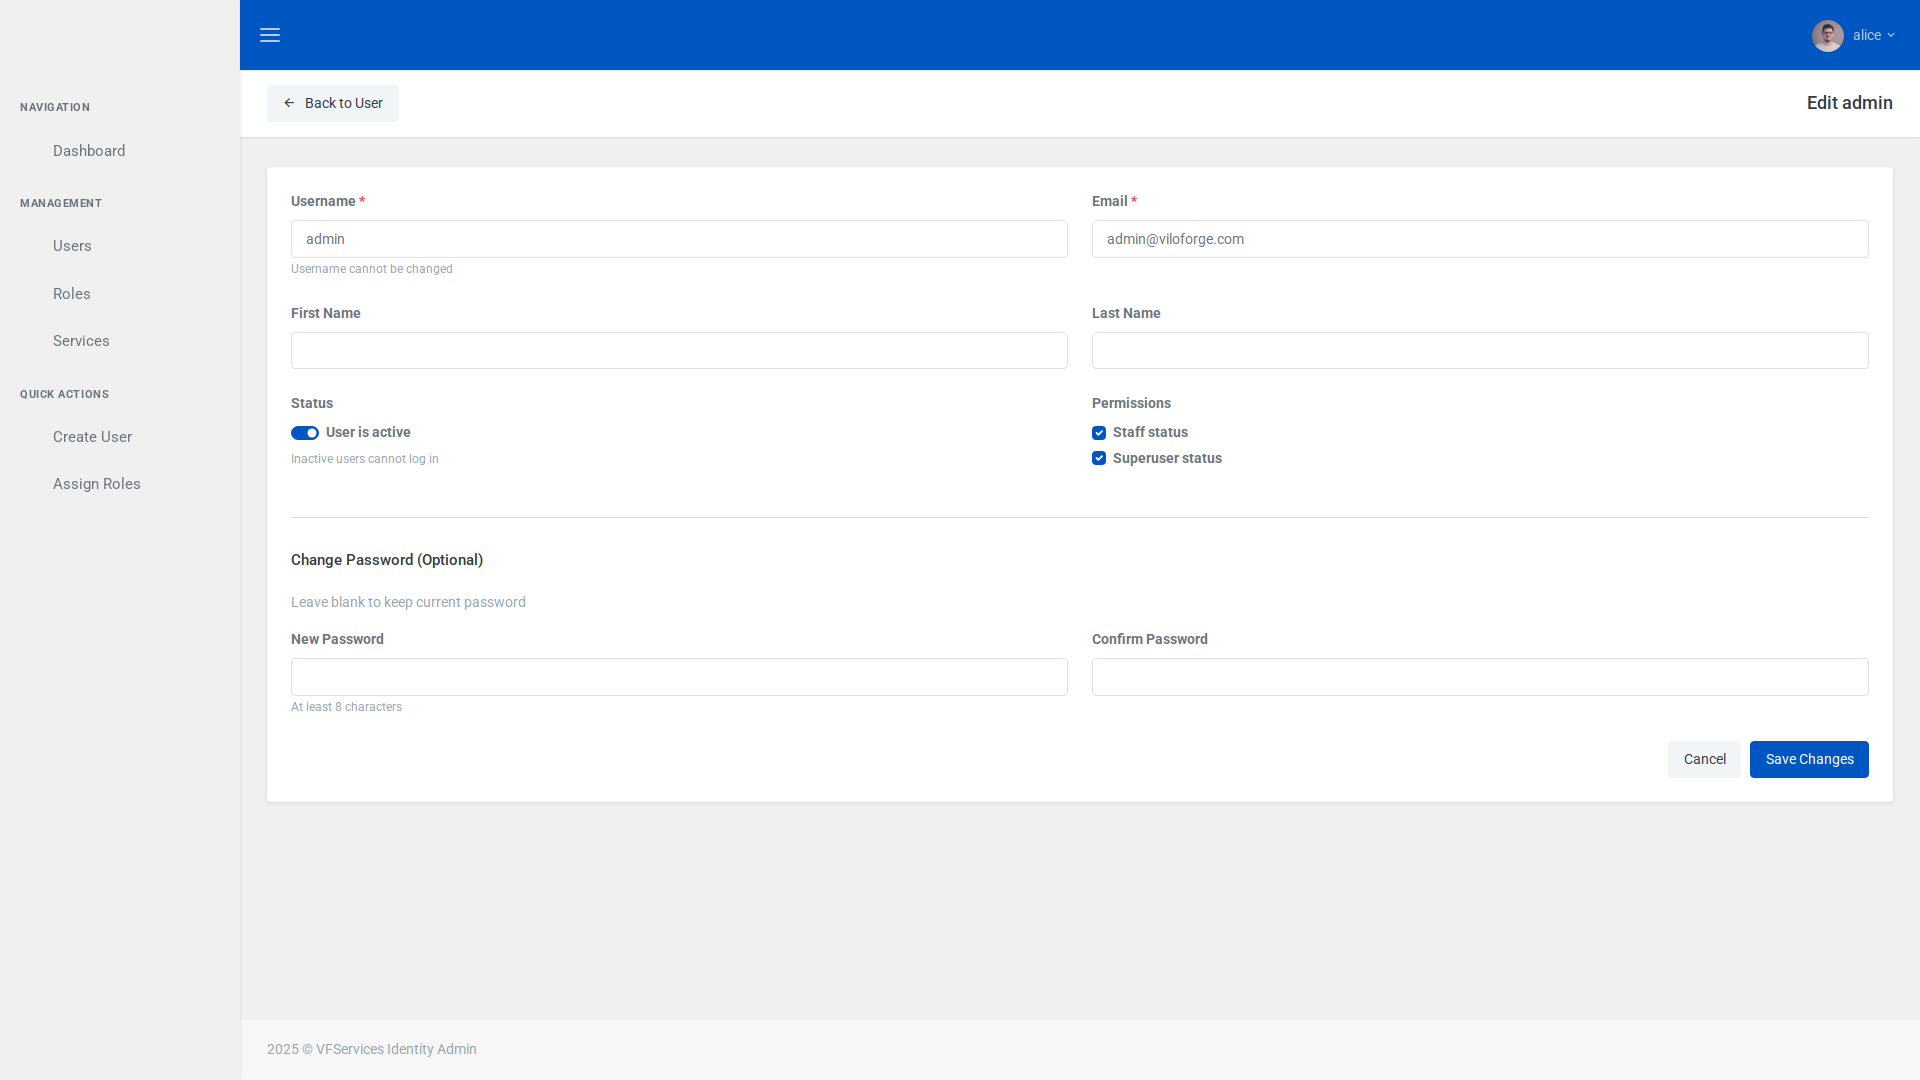 alice
NAVIGATION
Dashboard
MANAGEMENT
Users
Roles
Services
QUICK ACTIONS
Create User
Assign Roles
Back to User
Edit admin
Username *
admin
Username cannot be changed
Email *
admin@viloforge.com
First Name
Last Name
Status
User is active
Inactive users cannot log in
Permissions
Staff status
Superuser status
Change Password (Optional)
Leave blank to keep current password
New Password
At least 8 characters
Confirm Password
Cancel
Save Changes
2025 © VFServices Identity Admin